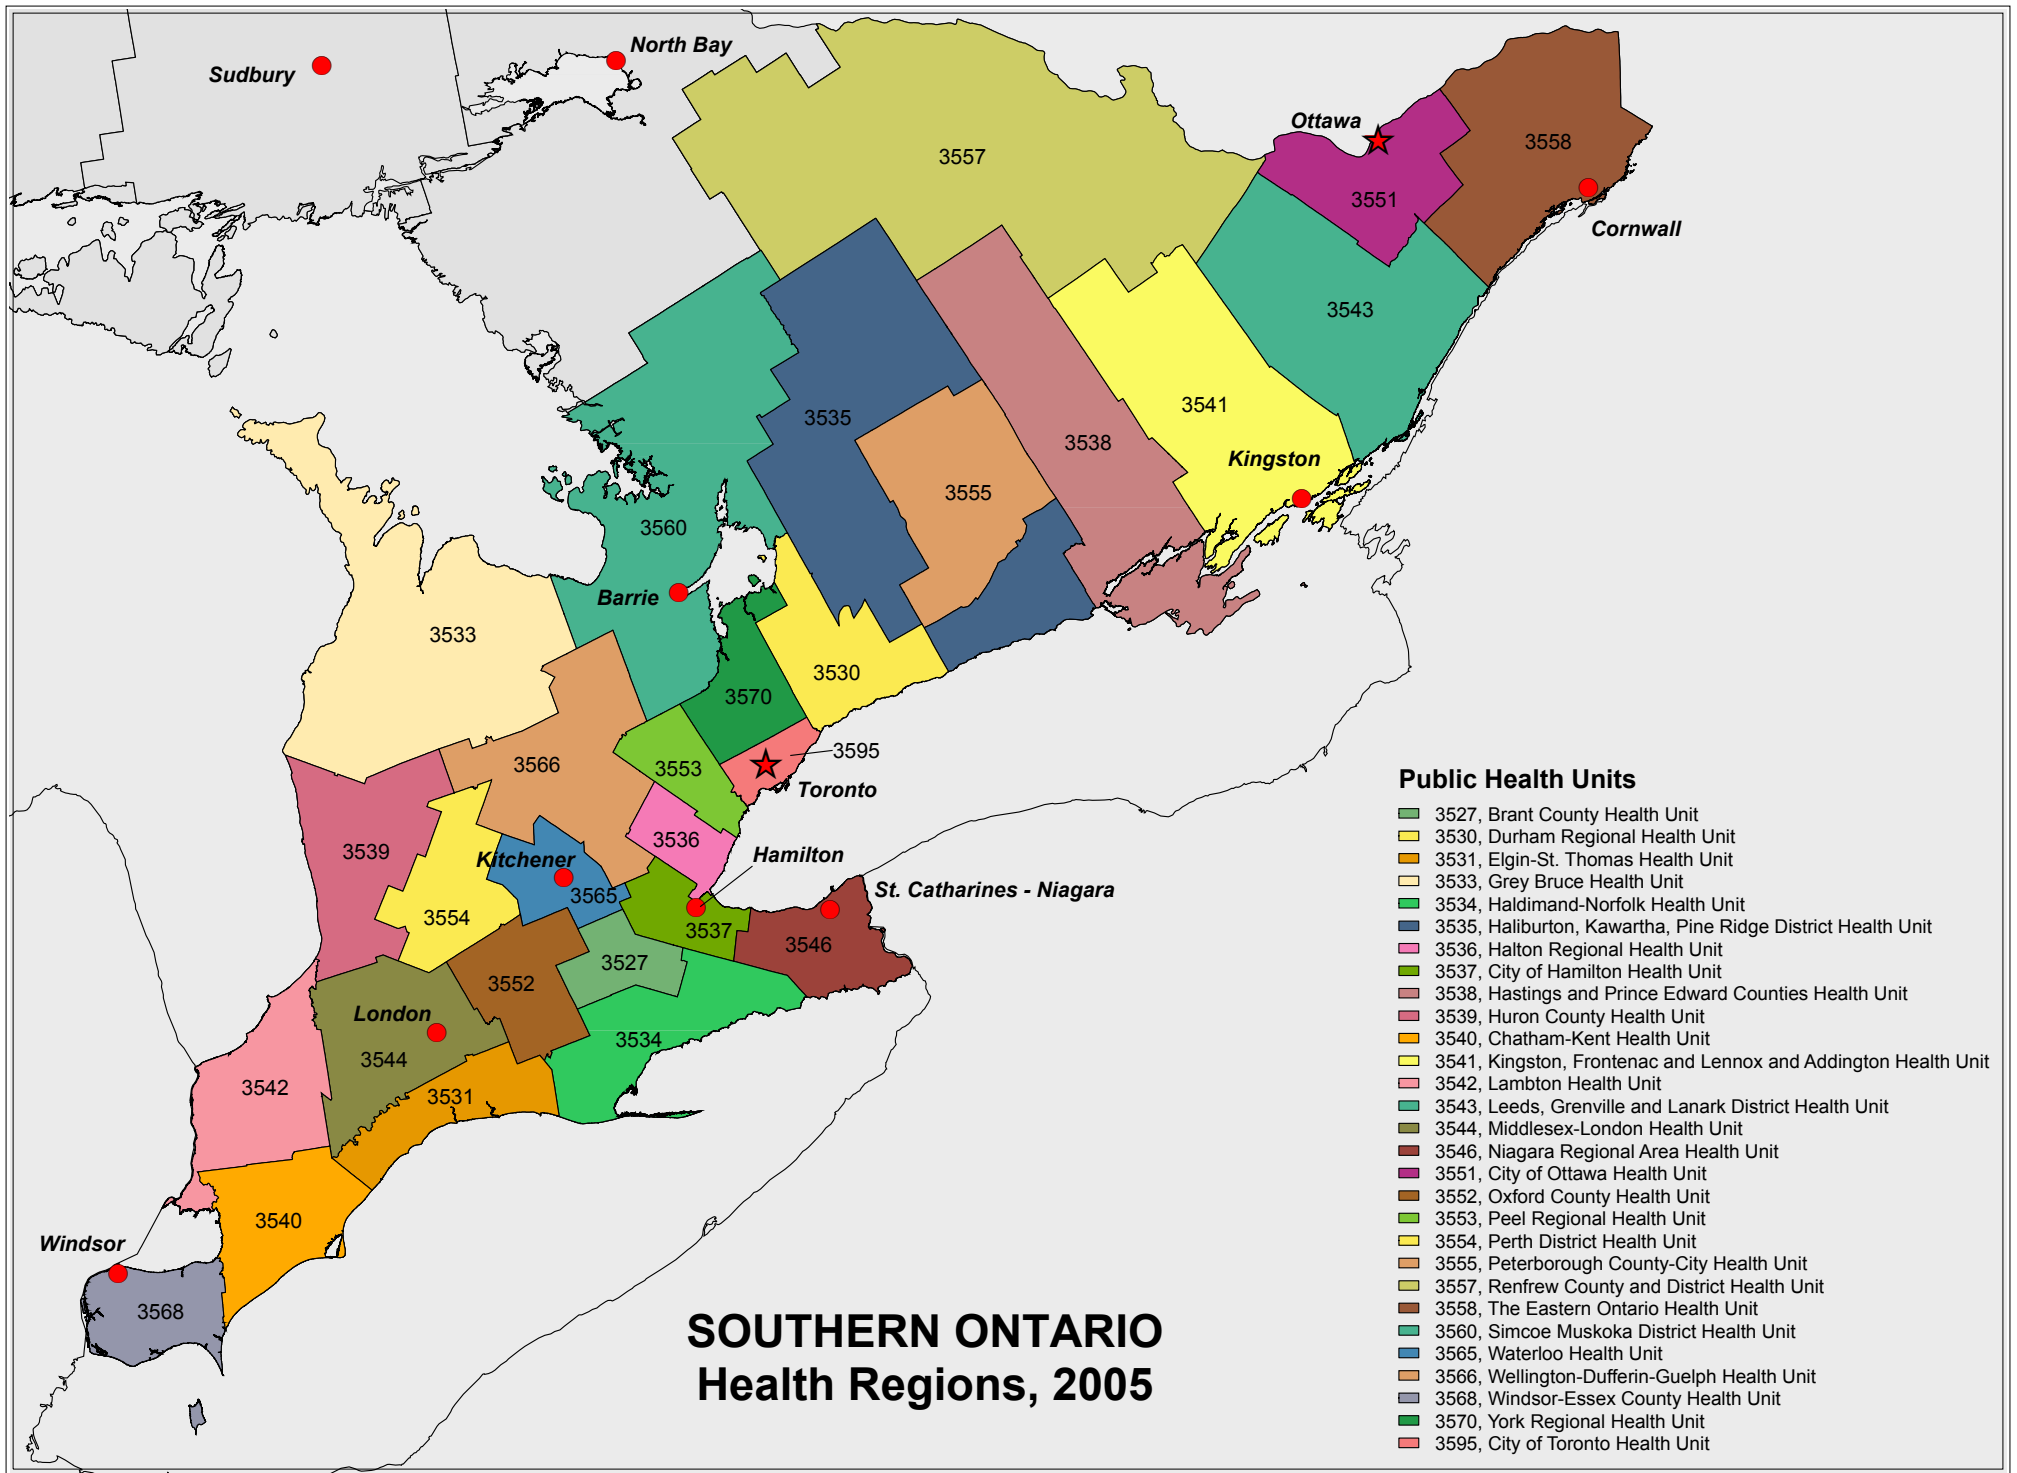 North Bay
Sudbury
Ottawa
3558
3557
3551
Cornwall
3543
3541
3535
3538
Kingston
3555
3560
Barrie
3533
3530
3570
3595
3566
3553
Toronto
3536
3539
Kitchener
Hamilton
3565
St. Catharines - Niagara
3554
3537
3546
3527
3552
London
3534
3544
3542
3531
3540
Windsor
3568
SOUTHERN ONTARIO
Health Regions, 2005
Public Health Units
3527, Brant County Health Unit
3530, Durham Regional Health Unit
3531, Elgin-St. Thomas Health Unit
3533, Grey Bruce Health Unit
3534, Haldimand-Norfolk Health Unit
3535, Haliburton, Kawartha, Pine Ridge District Health Unit
3536, Halton Regional Health Unit
3537, City of Hamilton Health Unit
3538, Hastings and Prince Edward Counties Health Unit
3539, Huron County Health Unit
3540, Chatham-Kent Health Unit
3541, Kingston, Frontenac and Lennox and Addington Health Unit
3542, Lambton Health Unit
3543, Leeds, Grenville and Lanark District Health Unit
3544, Middlesex-London Health Unit
3546, Niagara Regional Area Health Unit
3551, City of Ottawa Health Unit
3552, Oxford County Health Unit
3553, Peel Regional Health Unit
3554, Perth District Health Unit
3555, Peterborough County-City Health Unit
3557, Renfrew County and District Health Unit
3558, The Eastern Ontario Health Unit
3560, Simcoe Muskoka District Health Unit
3565, Waterloo Health Unit
3566, Wellington-Dufferin-Guelph Health Unit
3568, Windsor-Essex County Health Unit
3570, York Regional Health Unit
3595, City of Toronto Health Unit